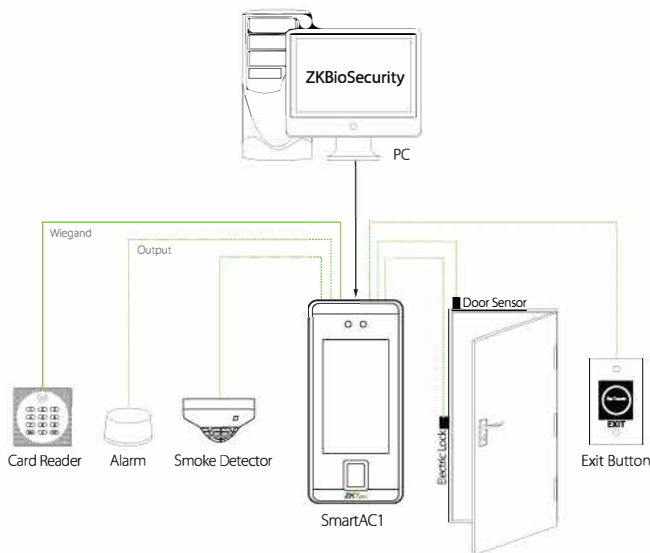 ZKBioSecurity
PC
Wiegand
Output
Door Sensor
Electric Lock
EXIT
Card Reader
Alarm
Smoke Detector
Exit Button
SmartAC1